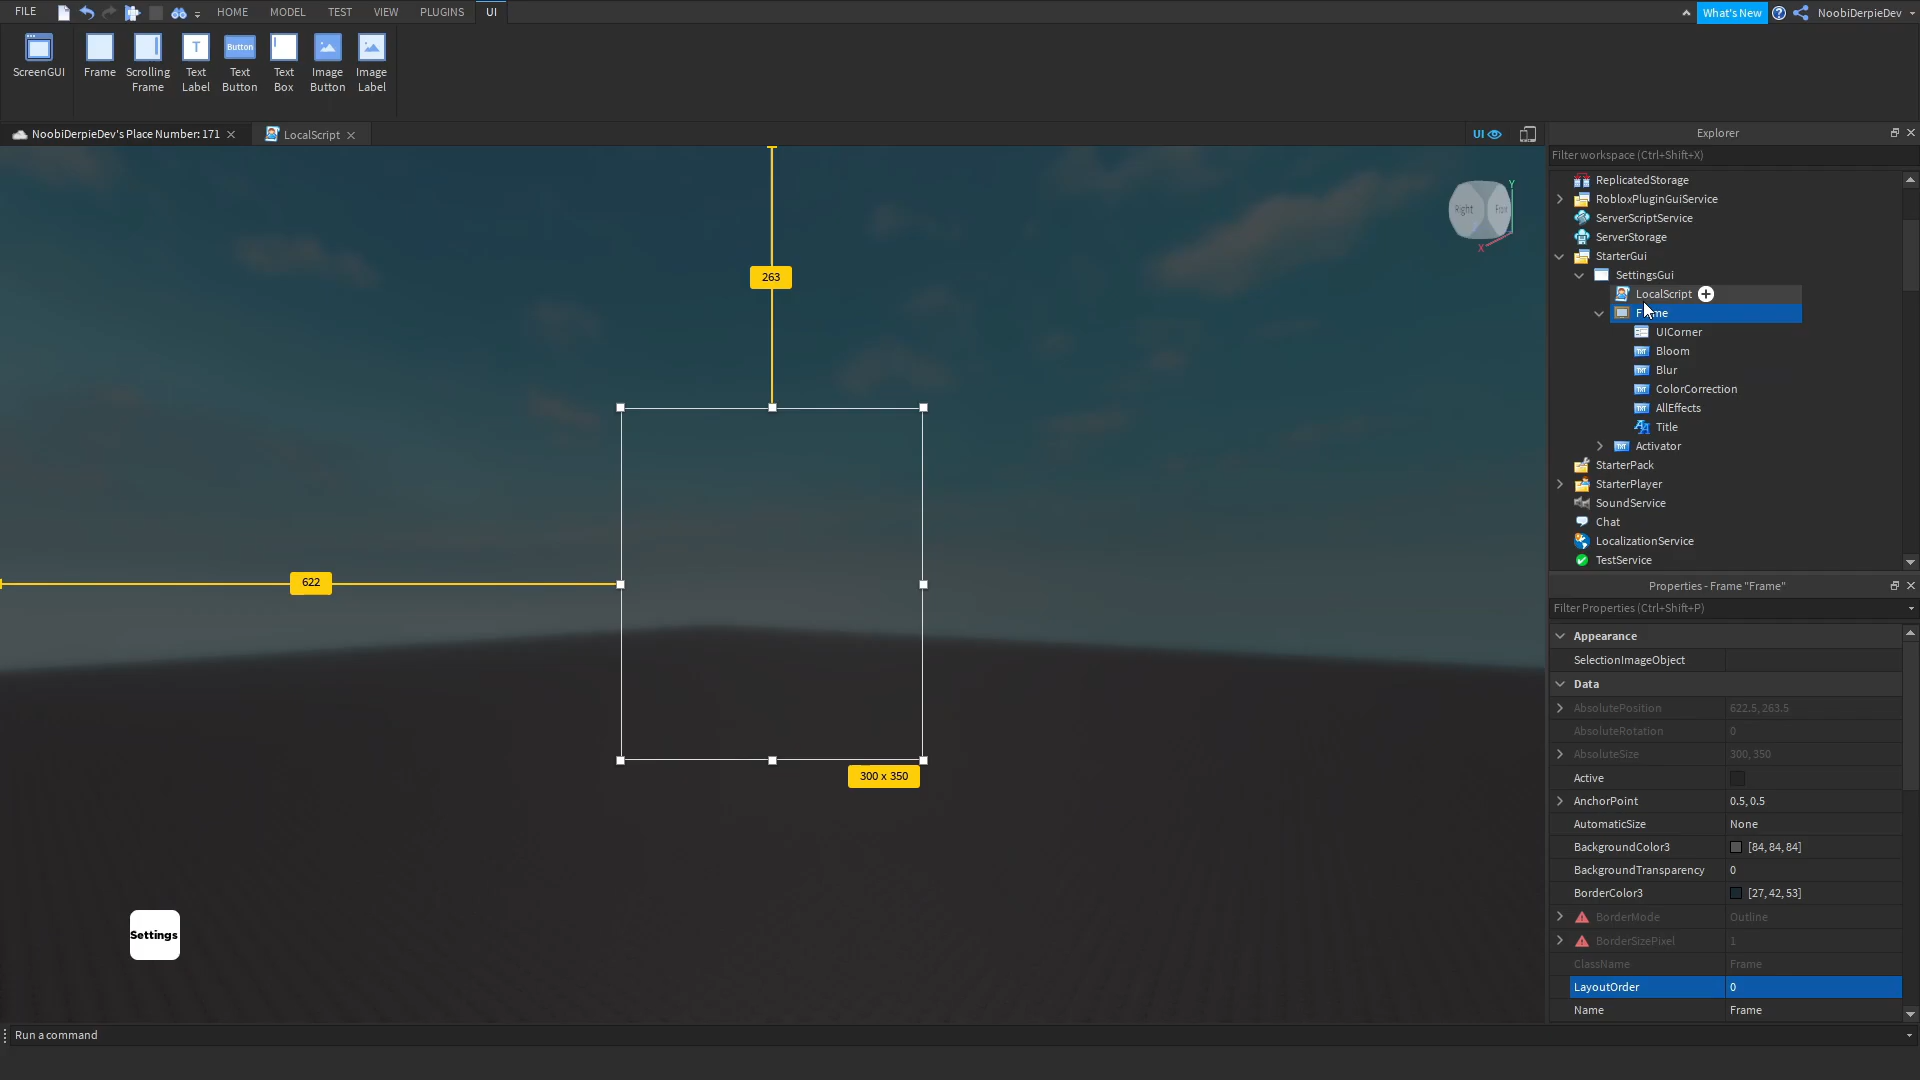 FILE HOME MODEL TEST VIEW PLUGINS UI What's New NoobiDerpieDev
ScreenGUI
Frame
Scrolling Frame
Text Label
Button
Text Button
Text Box
Image Button
Image Label
NoobiDerpieDev's Place Number: 171 LocalScript UI
Explorer
Filter workspace (Ctrl+Shift+X)
ReplicatedStorage
RobloxPluginGuiService
ServerScriptService
ServerStorage
StarterGui
SettingsGui
LocalScript
Frame
UICorner
Bloom
Blur
ColorCorrection
AllEffects
Title
Activator
StarterPack
StarterPlayer
SoundService
Chat
LocalizationService
TestService
Right
Y
X
263
622
300 x 350
Settings
Properties - Frame "Frame"
Filter Properties (Ctrl+Shift+P)
Appearance
SelectionImageObject
Data
AbsolutePosition 622.5, 263.5
AbsoluteRotation 0
AbsoluteSize 300, 350
Active
AnchorPoint 0.5, 0.5
AutomaticSize None
BackgroundColor3 [84, 84, 84]
BackgroundTransparency 0
BorderColor3 [27, 42, 53]
BorderMode Outline
BorderSizePixel 1
ClassName Frame
LayoutOrder 0
Name Frame
Run a command